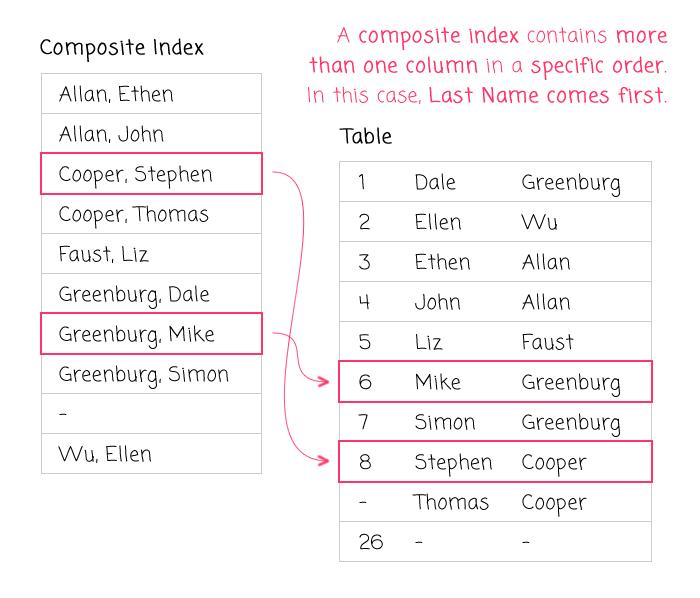 A composite index contains more
than one column in a specific order.
In this case, Last Name comes first.
Composite Index
Allan, Ethen
Allan, John
Cooper, Stephen
Cooper, Thomas
Faust, Liz
Greenburg, Dale
Greenburg, Mike
Greenburg, Simon
-
Wu, Ellen
Table
1 Dale Greenburg
2 Ellen Wu
3 Ethen Allan
4 John Allan
5 Liz Faust
6 Mike Greenburg
7 Simon Greenburg
8 Stephen Cooper
- Thomas Cooper
26 - -